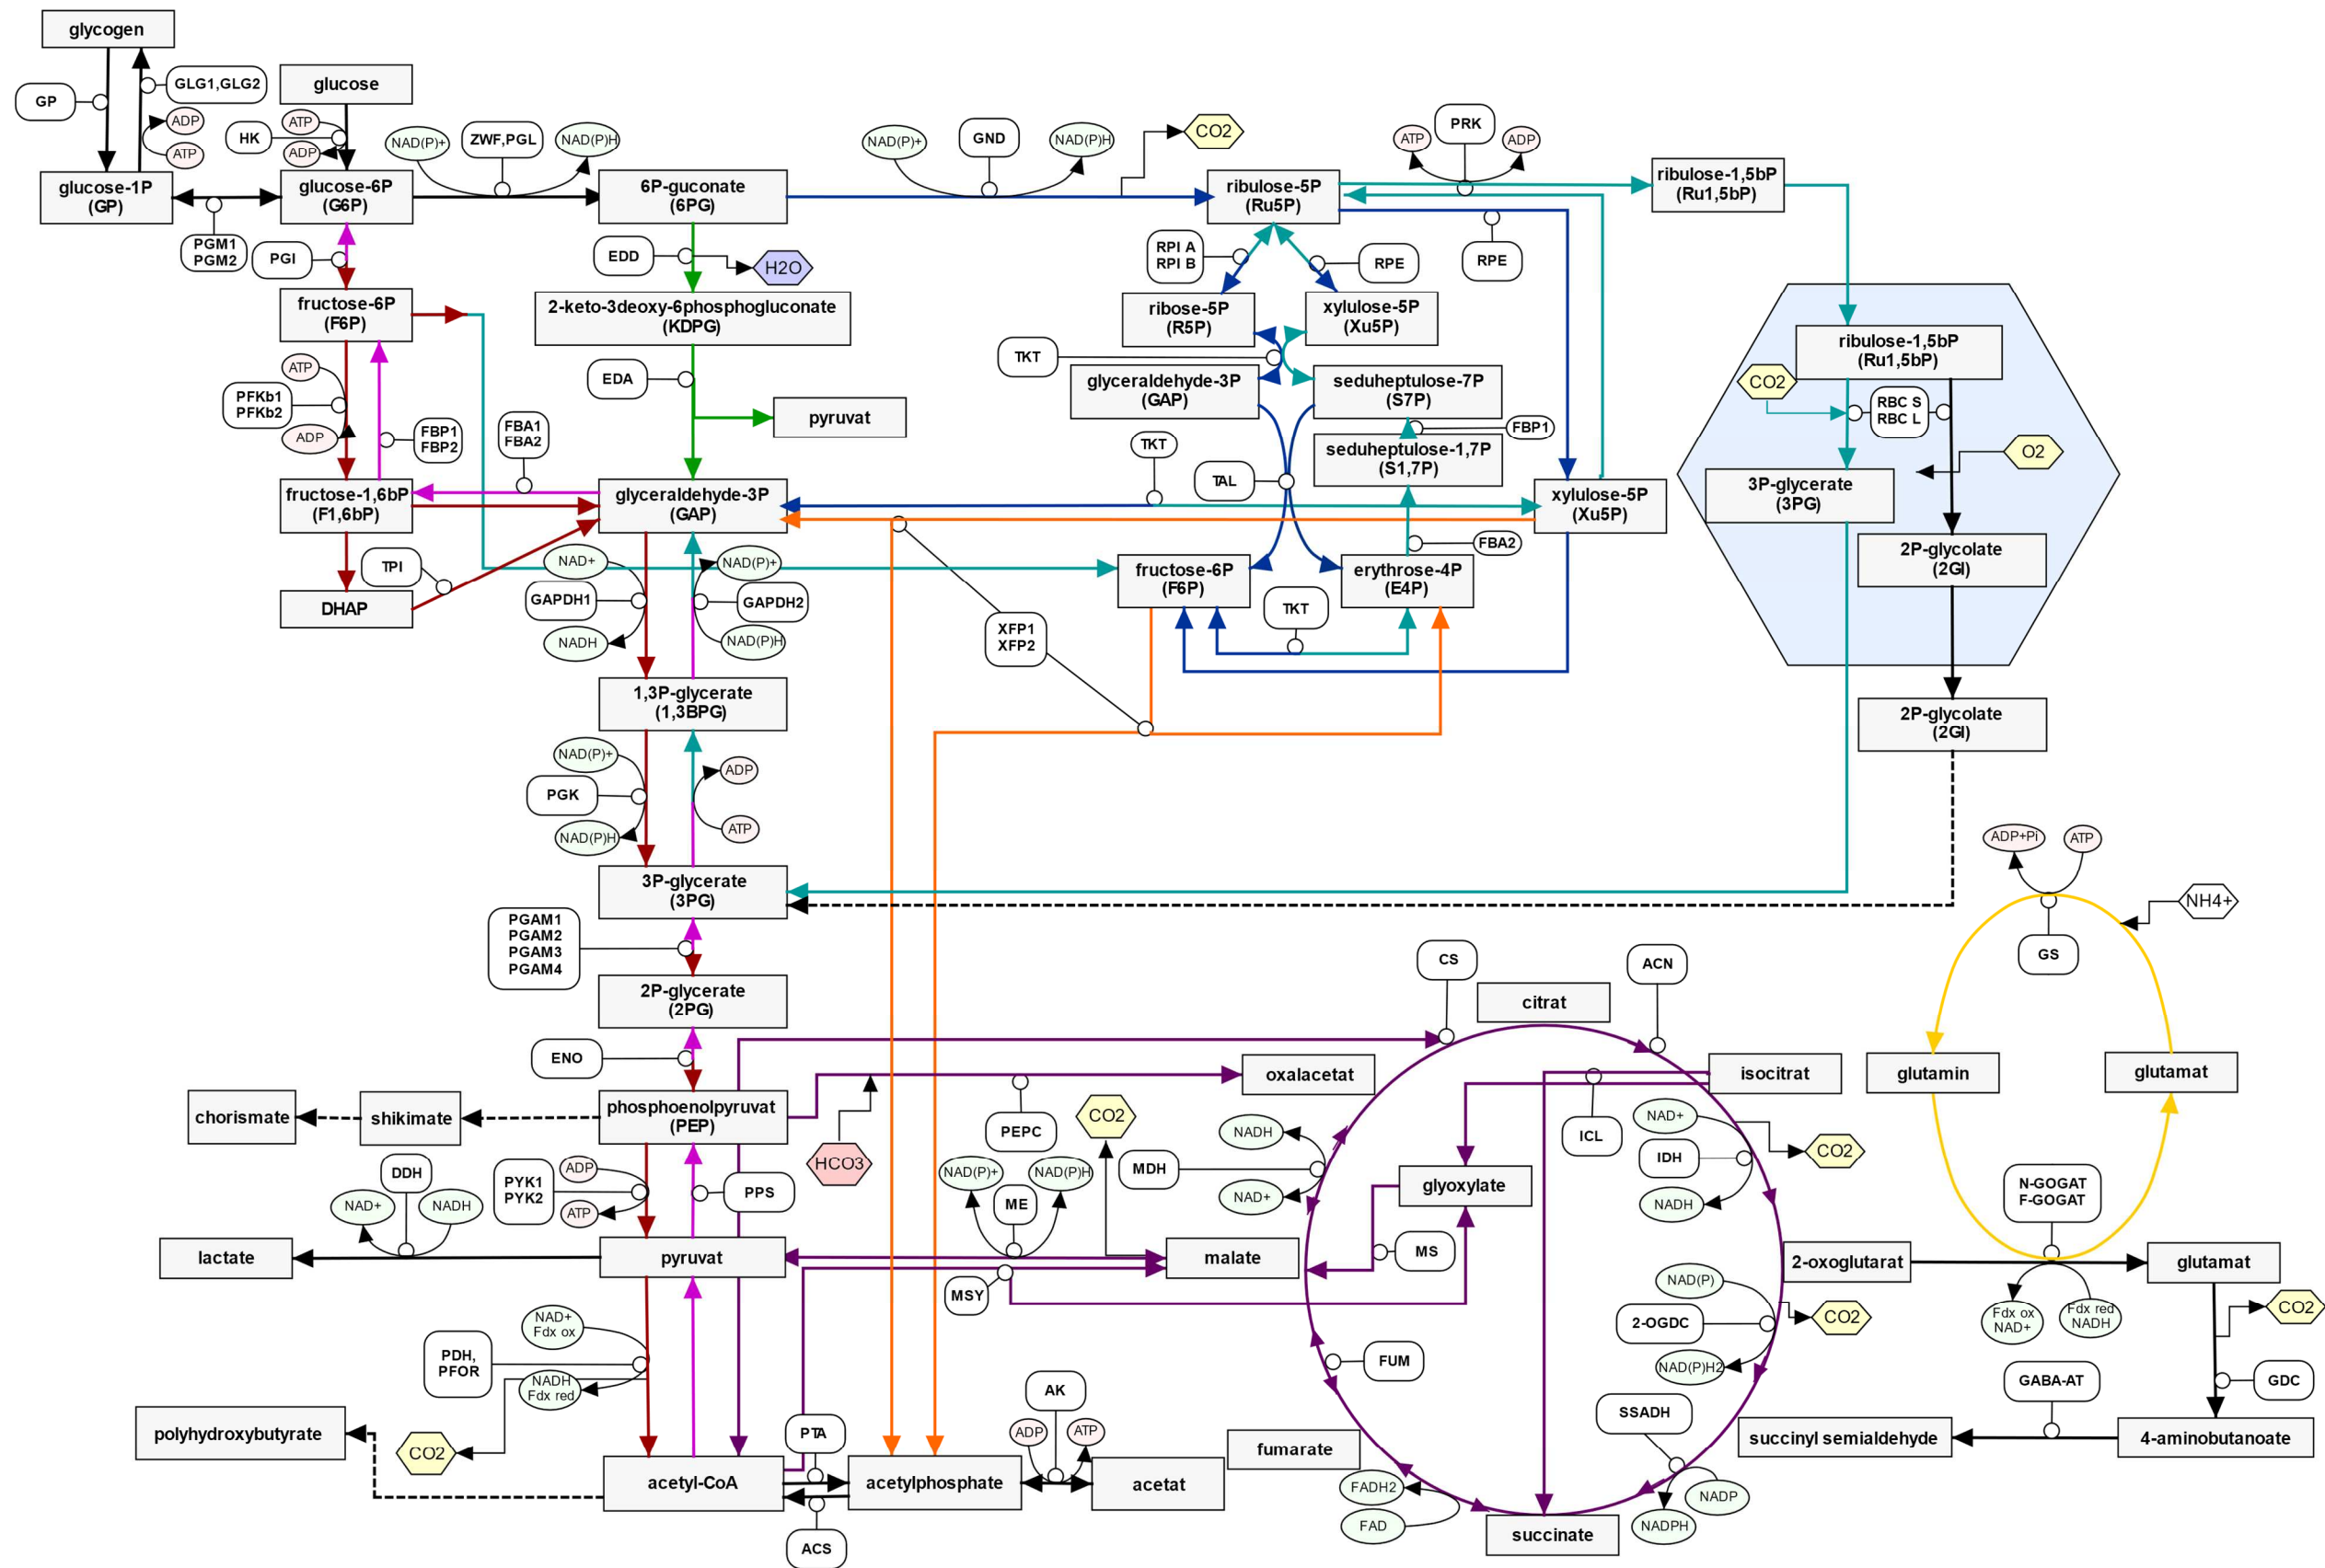 glycogen
GP
GLG1,GLG2
ADP
ATP
glucose
HK
ATP
ADP
NAD(P)+
ZWF,PGL
NAD(P)H
NAD(P)+
GND
NAD(P)H
CO2
ATP
PRK
ADP
glucose-1P
(GP)
glucose-6P
(G6P)
6P-guconate
(6PG)
ribulose-5P
(Ru5P)
ribulose-1,5bP
(Ru1,5bP)
PGM1
PGM2
PGI
EDD
H2O
RPI A
RPI B
RPE
RPE
fructose-6P
(F6P)
2-keto-3deoxy-6phosphogluconate
(KDPG)
ribose-5P
(R5P)
xylulose-5P
(Xu5P)
ribulose-1,5bP
(Ru1,5bP)
TKT
ATP
PFKb1
PFKb2
ADP
FBP1
FBP2
FBA1
FBA2
EDA
pyruvat
glyceraldehyde-3P
(GAP)
seduheptulose-7P
(S7P)
CO2
RBC S
RBC L
O2
TKT
FBP1
seduheptulose-1,7P
(S1,7P)
TAL
fructose-1,6bP
(F1,6bP)
glyceraldehyde-3P
(GAP)
xylulose-5P
(Xu5P)
3P-glycerate
(3PG)
FBA2
2P-glycolate
(2GI)
TPI
DHAP
NAD+
GAPDH1
NADH
NAD(P)+
GAPDH2
NAD(P)H
fructose-6P
(F6P)
erythrose-4P
(E4P)
TKT
XFP1
XFP2
1,3P-glycerate
(1,3BPG)
2P-glycolate
(2GI)
NAD(P)+
PGK
NAD(P)H
ADP
ATP
ADP+Pi
ATP
3P-glycerate
(3PG)
NH4+
GS
PGAM1
PGAM2
PGAM3
PGAM4
2P-glycerate
(2PG)
CS
ACN
citrat
ENO
oxalacetat
isocitrat
glutamin
glutamat
chorismate
shikimate
phosphoenolpyruvat
(PEP)
HCO3
PEPC
CO2
NADH
MDH
NAD+
ICL
NAD+
IDH
NADH
CO2
DDH
NAD+
NADH
PYK1
PYK2
ADP
ATP
PPS
NAD(P)+
ME
NAD(P)H
glyoxylate
N-GOGAT
F-GOGAT
lactate
pyruvat
malate
MS
MSY
2-oxoglutarat
glutamat
NAD(P)
2-OGDC
NAD(P)H2
CO2
Fdx ox
NAD+
Fdx red
NADH
CO2
NAD+
Fdx ox
PDH,
PFOR
NADH
Fdx red
FUM
GABA-AT
GDC
AK
ADP
ATP
PTA
SSADH
polyhydroxybutyrate
CO2
fumarate
succinyl semialdehyde
4-aminobutanoate
acetyl-CoA
acetylphosphate
acetat
FADH2
FAD
NADP
NADPH
succinate
ACS